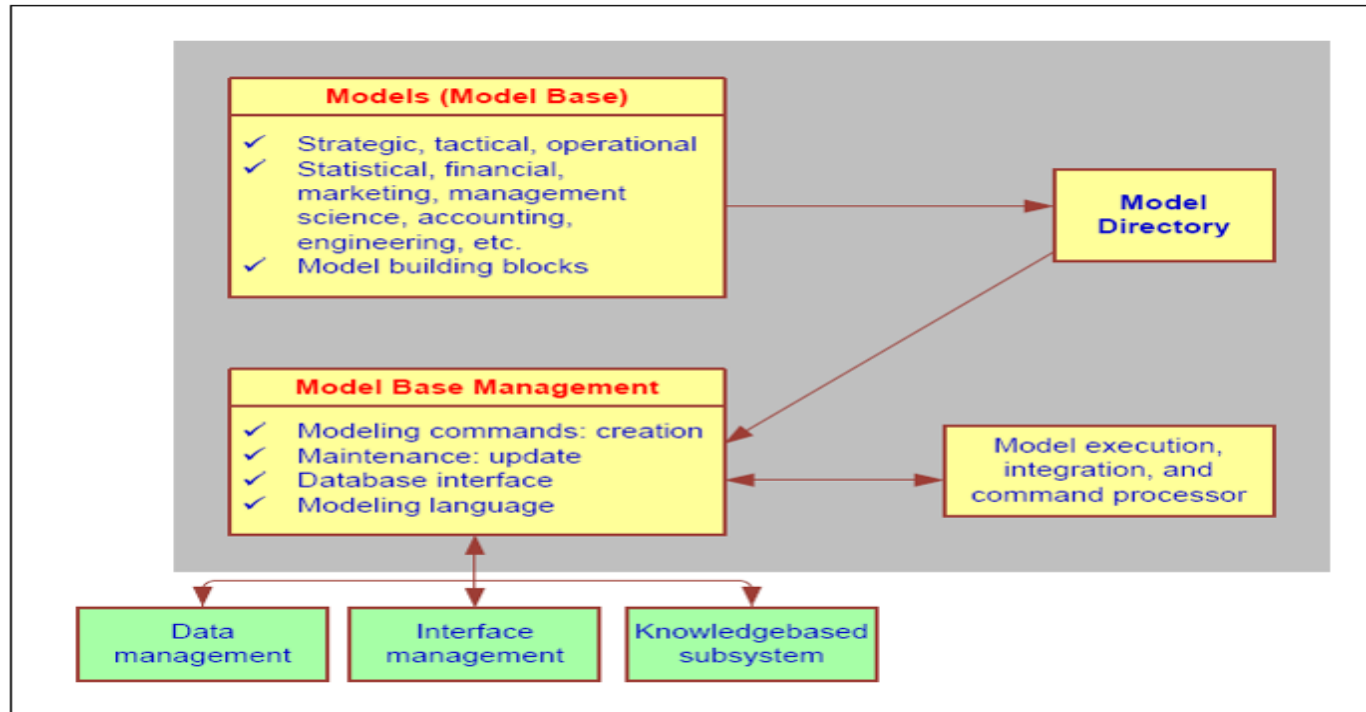 Models (Model Base)
✓ Strategic, tactical, operational
✓ Statistical, financial,
marketing, management
science, accounting,
engineering, etc.
✓ Model building blocks
Model
Directory
Model Base Management
✓ Modeling commands: creation
✓ Maintenance: update
✓ Database interface
✓ Modeling language
Model execution,
integration, and
command processor
Data
management
Interface
management
Knowledgebased
subsystem